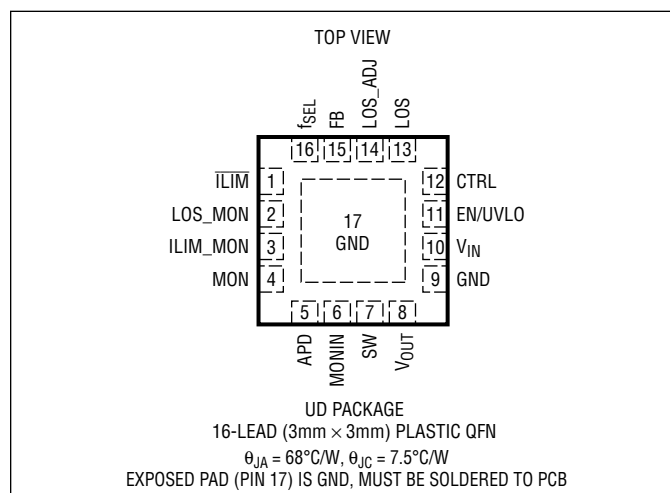 TOP VIEW
fSEL
FB
LOS_ADJ
LOS
16 15 14 13
ILIM 1
LOS_MON 2
ILIM_MON 3
MON 4
17
GND
12 CTRL
11 EN/UVLO
10 VIN
9 GND
5 6 7 8
APD
MONIN
SW
VOUT
UD PACKAGE
16-LEAD (3mm × 3mm) PLASTIC QFN
θJA = 68°C/W, θJC = 7.5°C/W
EXPOSED PAD (PIN 17) IS GND, MUST BE SOLDERED TO PCB